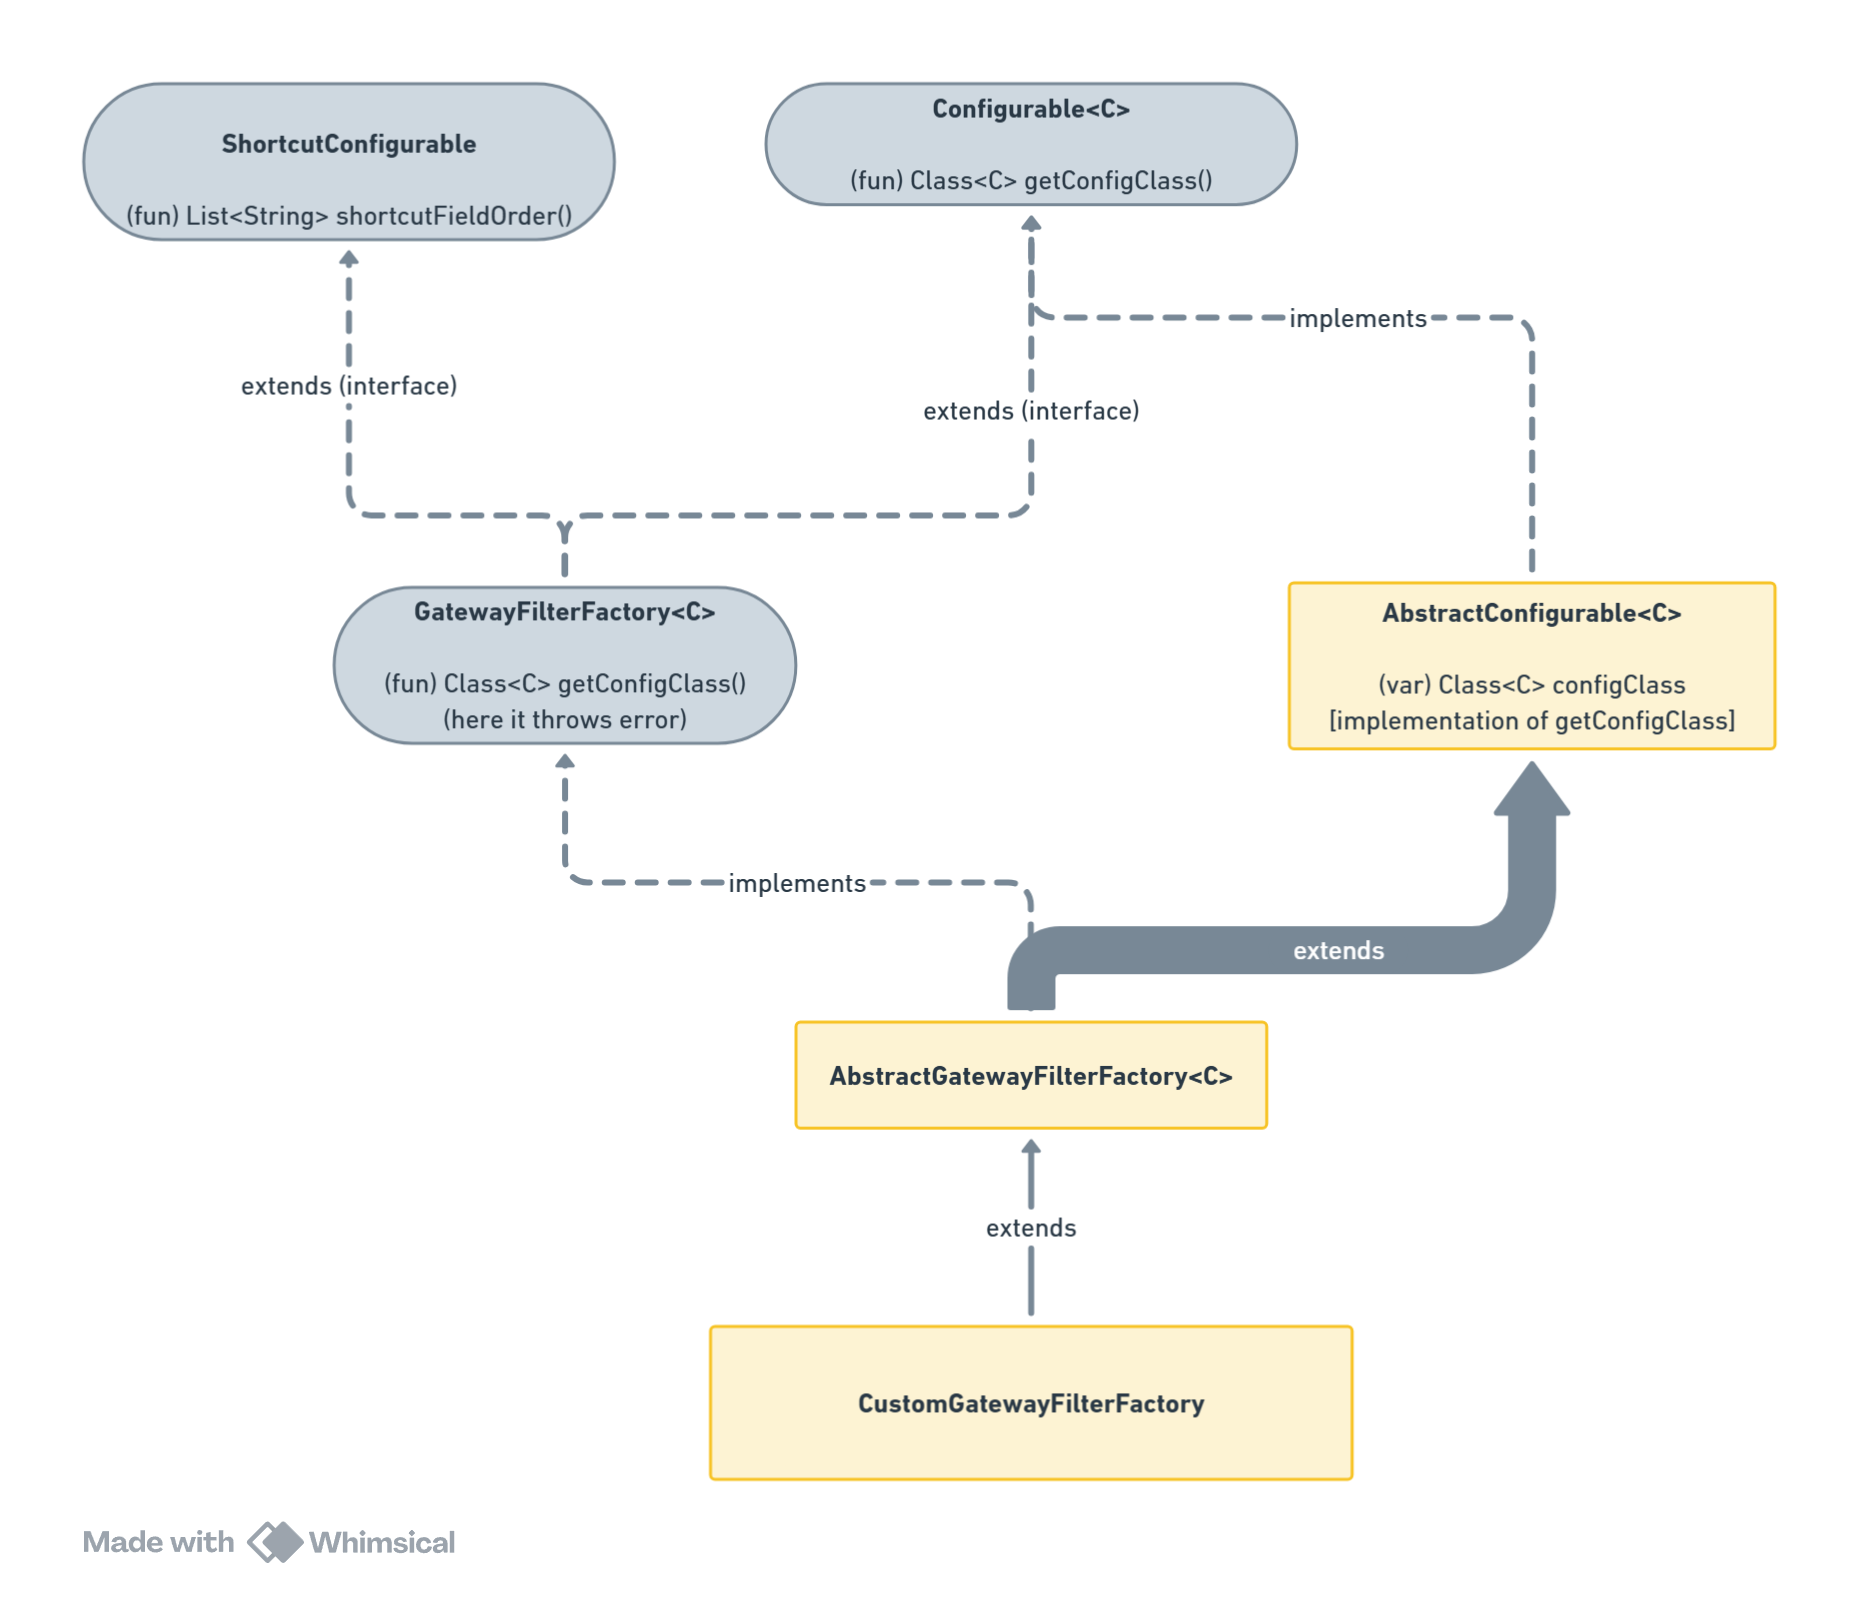 ShortcutConfigurable
(fun) List<String> shortcutFieldOrder()
Configurable<C>
(fun) Class<C> getConfigClass()
implements
extends (interface)
extends (interface)
GatewayFilterFactory<C>
(fun) Class<C> getConfigClass()
(here it throws error)
AbstractConfigurable<C>
(var) Class<C> configClass
[implementation of getConfigClass]
implements
extends
AbstractGatewayFilterFactory<C>
extends
CustomGatewayFilterFactory
Made with Whimsical